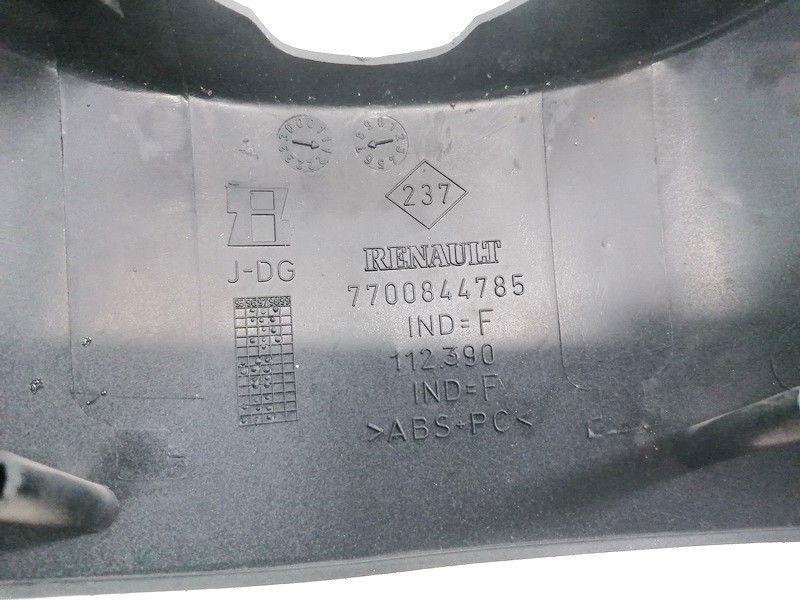 237
RENAULT
J-DG
7700844785
IND=F
112.390
IND=F
>ABS+PC<